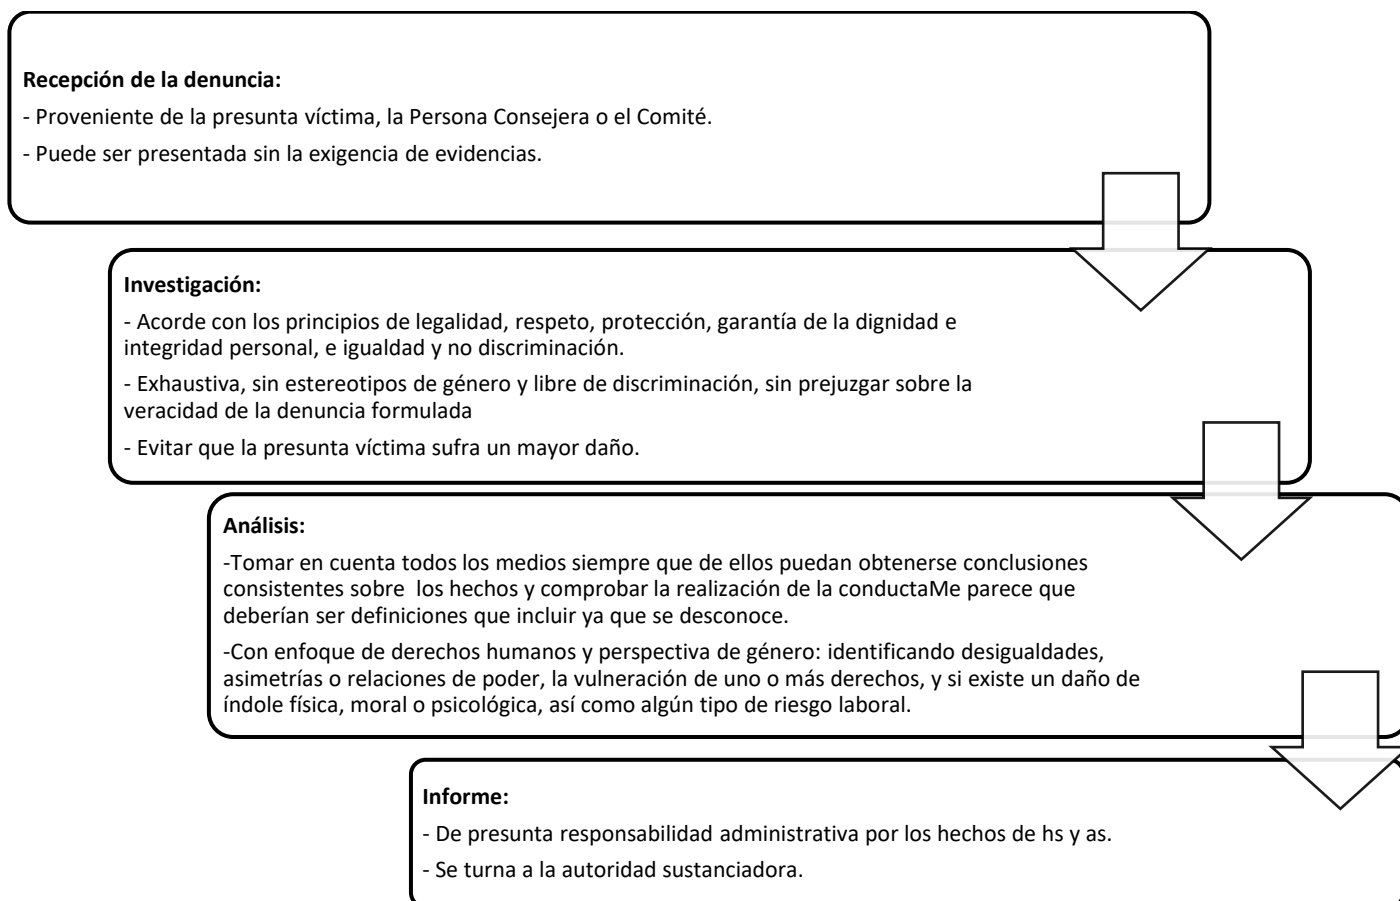 Recepción de la denuncia:
- Proveniente de la presunta víctima, la Persona Consejera o el Comité.
- Puede ser presentada sin la exigencia de evidencias.
Investigación:
- Acorde con los principios de legalidad, respeto, protección, garantía de la dignidad e
integridad personal, e igualdad y no discriminación.
- Exhaustiva, sin estereotipos de género y libre de discriminación, sin prejuzgar sobre la
veracidad de la denuncia formulada
- Evitar que la presunta víctima sufra un mayor daño.
Análisis:
-Tomar en cuenta todos los medios siempre que de ellos puedan obtenerse conclusiones
consistentes sobre  los hechos y comprobar la realización de la conductaMe parece que
deberían ser definiciones que incluir ya que se desconoce.
-Con enfoque de derechos humanos y perspectiva de género: identificando desigualdades,
asimetrías o relaciones de poder, la vulneración de uno o más derechos, y si existe un daño de
índole física, moral o psicológica, así como algún tipo de riesgo laboral.
Informe:
- De presunta responsabilidad administrativa por los hechos de hs y as.
- Se turna a la autoridad sustanciadora.